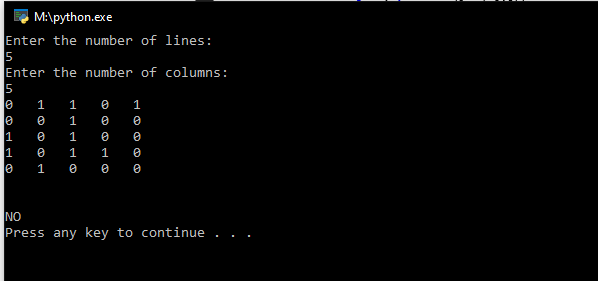 M:\python.exe
Enter the number of lines:
5
Enter the number of columns:
5
0 1 1 0 1
0 0 1 0 0
1 0 1 0 0
1 0 1 1 0
0 1 0 0 0
NO
Press any key to continue . . .